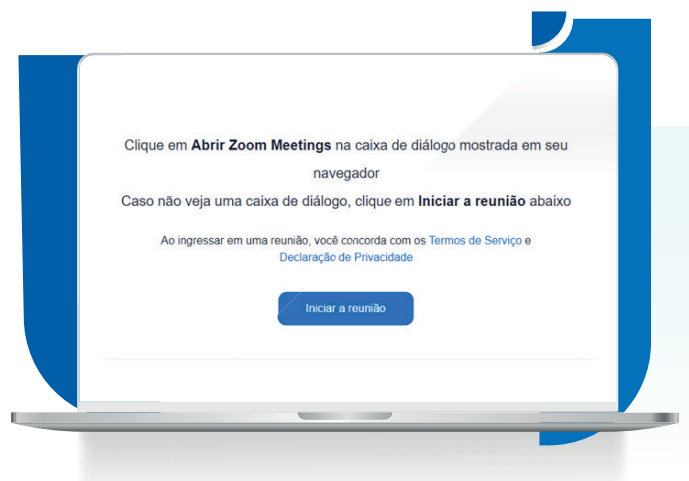 Clique em Abrir Zoom Meetings na caixa de diálogo mostrada em seu
navegador
Caso não veja uma caixa de diálogo, clique em Iniciar a reunião abaixo
Ao ingressar em uma reunião, você concorda com os Termos de Serviço e
Declaração de Privacidade
Iniciar a reunião